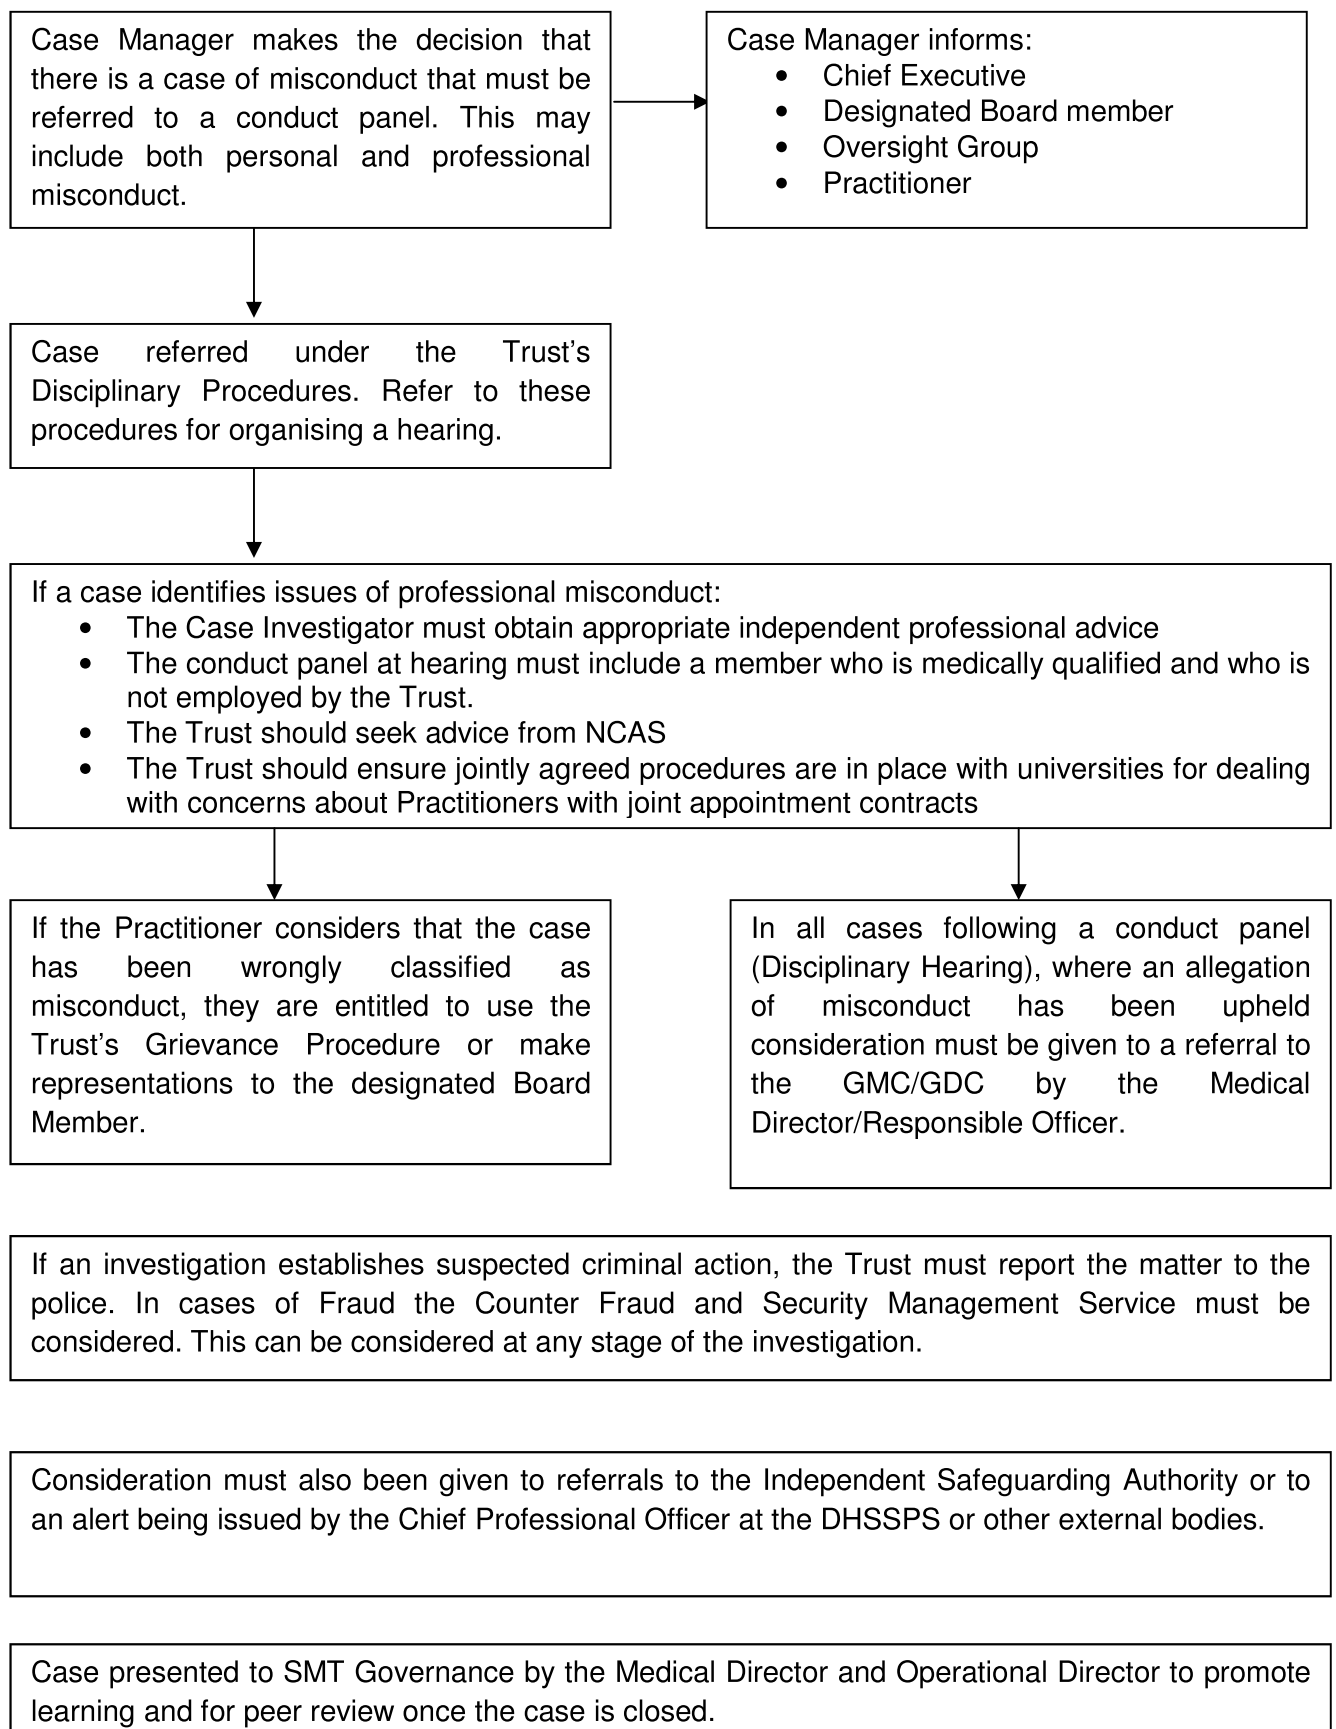 Case Manager makes the decision that
there is a case of misconduct that must be
referred to a conduct panel. This may
include both personal and professional
misconduct.
Case Manager informs:
• Chief Executive
• Designated Board member
• Oversight Group
• Practitioner
Case referred under the Trust’s
Disciplinary Procedures. Refer to these
procedures for organising a hearing.
If a case identifies issues of professional misconduct:
• The Case Investigator must obtain appropriate independent professional advice
• The conduct panel at hearing must include a member who is medically qualified and who is
not employed by the Trust.
• The Trust should seek advice from NCAS
• The Trust should ensure jointly agreed procedures are in place with universities for dealing
with concerns about Practitioners with joint appointment contracts
If the Practitioner considers that the case
has been wrongly classified as
misconduct, they are entitled to use the
Trust’s Grievance Procedure or make
representations to the designated Board
Member.
In all cases following a conduct panel
(Disciplinary Hearing), where an allegation
of misconduct has been upheld
consideration must be given to a referral to
the GMC/GDC by the Medical
Director/Responsible Officer.
If an investigation establishes suspected criminal action, the Trust must report the matter to the
police. In cases of Fraud the Counter Fraud and Security Management Service must be
considered. This can be considered at any stage of the investigation.
Consideration must also been given to referrals to the Independent Safeguarding Authority or to
an alert being issued by the Chief Professional Officer at the DHSSPS or other external bodies.
Case presented to SMT Governance by the Medical Director and Operational Director to promote
learning and for peer review once the case is closed.